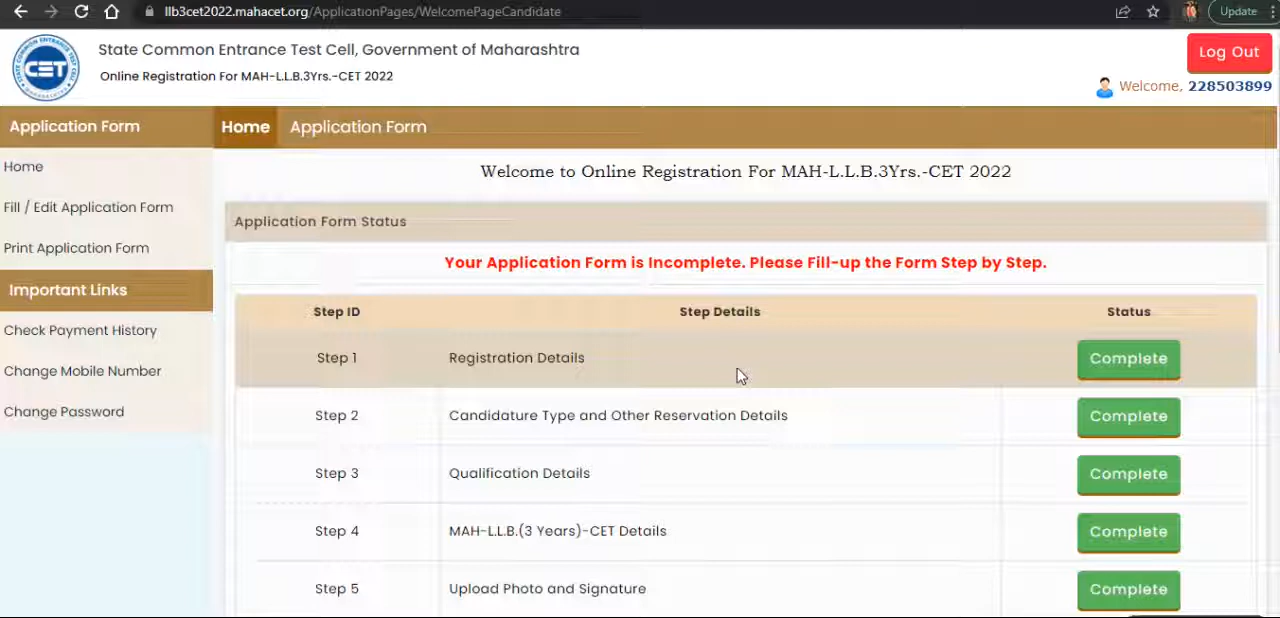 llb3cet2022.mahacet.org/ApplicationPages/WelcomePageCandidate
Update
State Common Entrance Test Cell, Government of Maharashtra
Online Registration For MAH-L.L.B.3Yrs.-CET 2022
CET
Log Out
Welcome, 228503899
Application Form
Home
Application Form
Home
Fill / Edit Application Form
Print Application Form
Important Links
Check Payment History
Change Mobile Number
Change Password
Welcome to Online Registration For MAH-L.L.B.3Yrs.-CET 2022
Application Form Status
Your Application Form is Incomplete. Please Fill-up the Form Step by Step.
Step ID Step Details Status
Step 1 Registration Details Complete
Step 2 Candidature Type and Other Reservation Details Complete
Step 3 Qualification Details Complete
Step 4 MAH-L.L.B.(3 Years)-CET Details Complete
Step 5 Upload Photo and Signature Complete